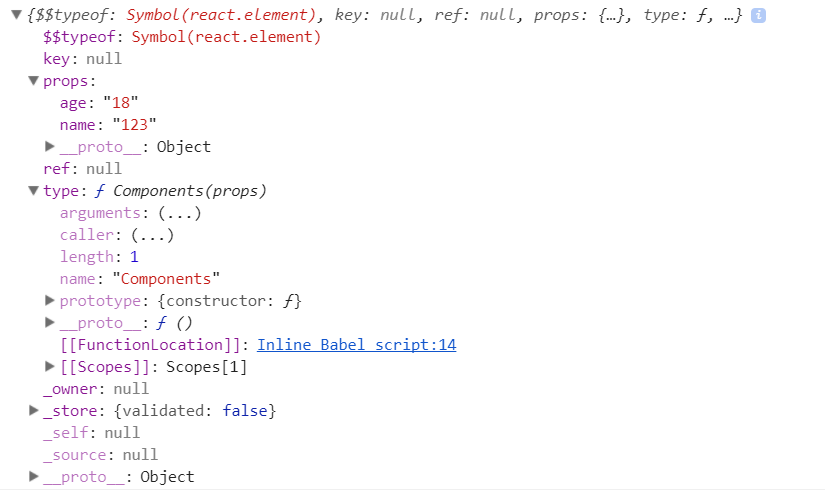 {$$typeof: Symbol(react.element), key: null, ref: null, props: {…}, type: ƒ, …} i
$$typeof: Symbol(react.element)
key: null
props:
age: "18"
name: "123"
__proto__: Object
ref: null
type: ƒ Components(props)
arguments: (...)
caller: (...)
length: 1
name: "Components"
prototype: {constructor: ƒ}
__proto__: ƒ ()
[[FunctionLocation]]: Inline Babel script:14
[[Scopes]]: Scopes[1]
_owner: null
_store: {validated: false}
_self: null
_source: null
__proto__: Object